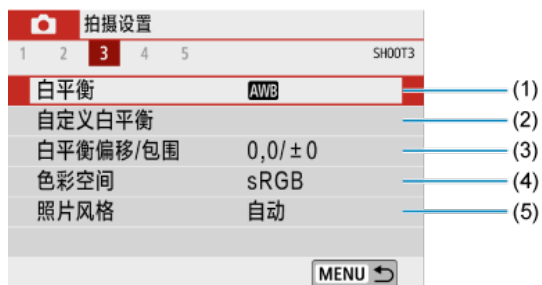 拍摄设置
1 2 3 4 5 SHOOT3
白平衡 AWB (1)
自定义白平衡 (2)
白平衡偏移/包围 0,0/±0 (3)
色彩空间 sRGB (4)
照片风格 自动 (5)
MENU